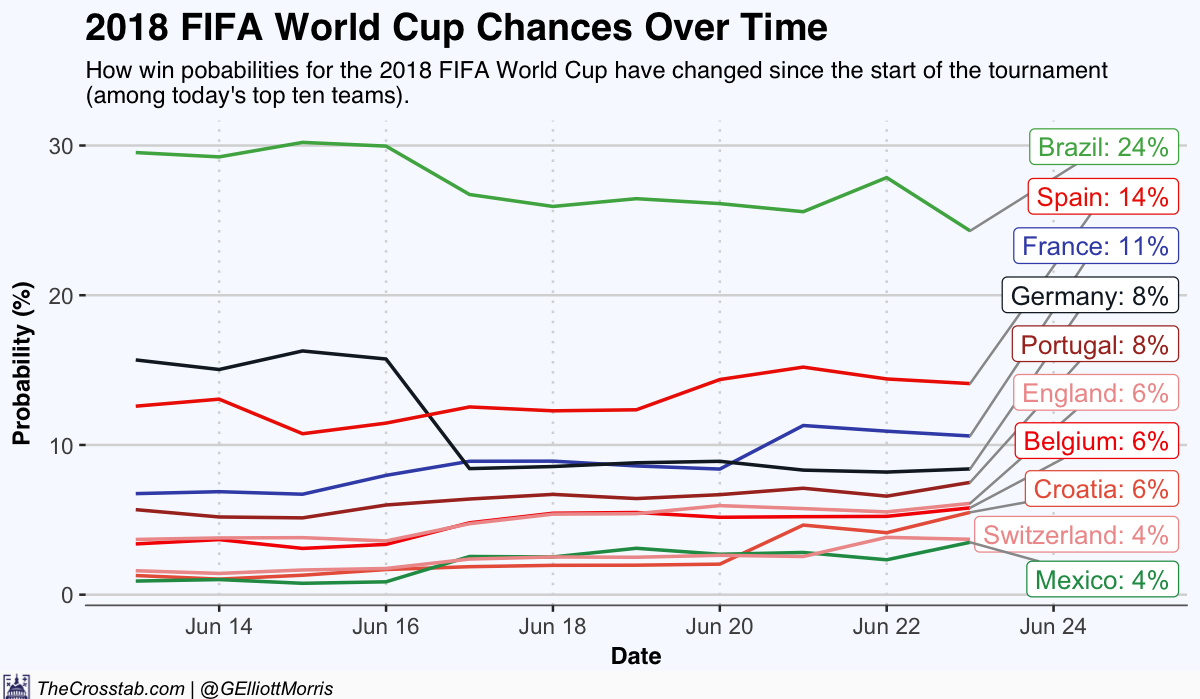 2018 FIFA World Cup Chances Over Time
How win pobabilities for the 2018 FIFA World Cup have changed since the start of the tournament
(among today's top ten teams).
Probability (%)
30
20
10
0
Brazil: 24%
Spain: 14%
France: 11%
Germany: 8%
Portugal: 8%
England: 6%
Belgium: 6%
Croatia: 6%
Switzerland: 4%
Mexico: 4%
Jun 14
Jun 16
Jun 18
Jun 20
Jun 22
Jun 24
Date
TheCrosstab.com | @GElliottMorris